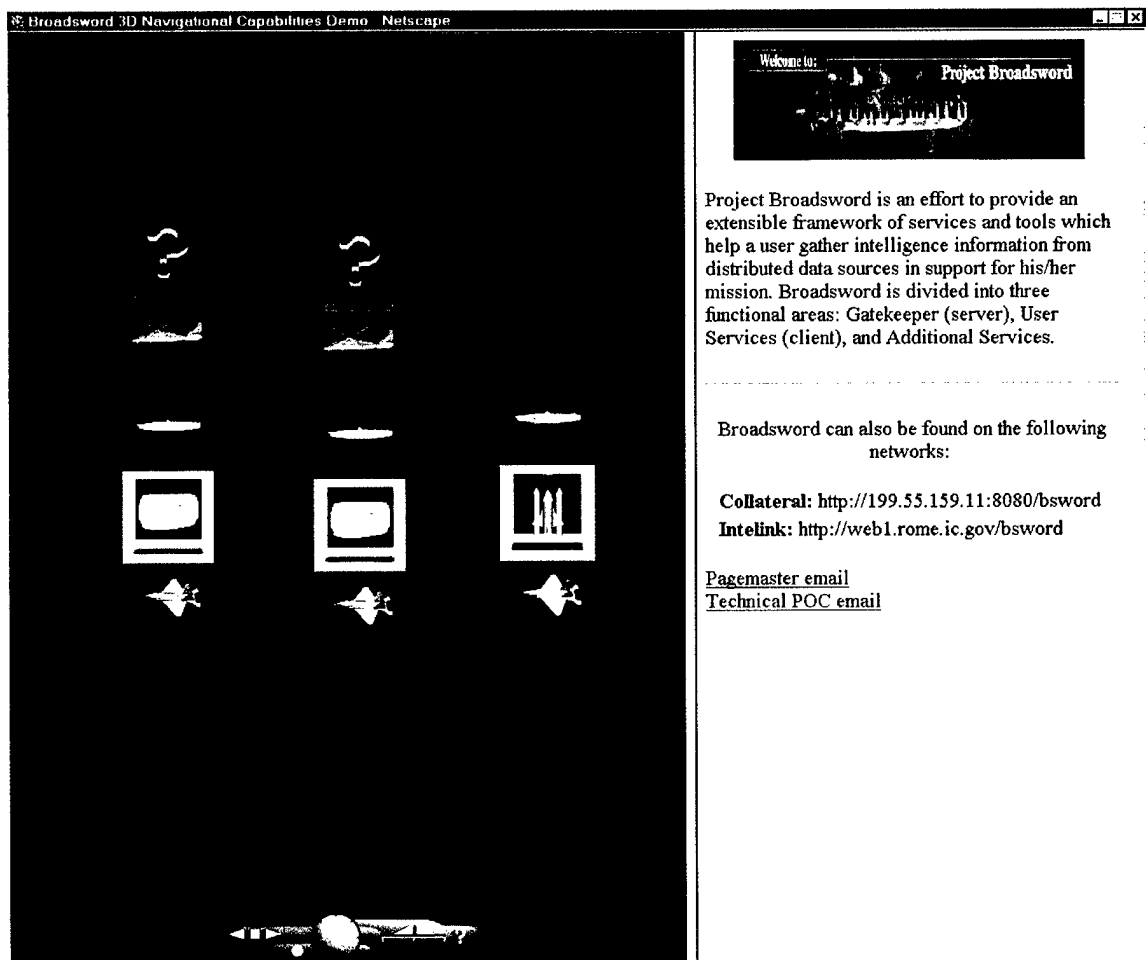 Broadsword 3D Navigational Capabilities Demo Netscape
Welcome to:
Project Broadsword
Project Broadsword is an effort to provide an
extensible framework of services and tools which
help a user gather intelligence information from
distributed data sources in support for his/her
mission. Broadsword is divided into three
functional areas: Gatekeeper (server), User
Services (client), and Additional Services.
Broadsword can also be found on the following
networks:
Collateral: http://199.55.159.11:8080/bsword
Intelink: http://web1.rome.ic.gov/bsword
Pagemaster email
Technical POC email